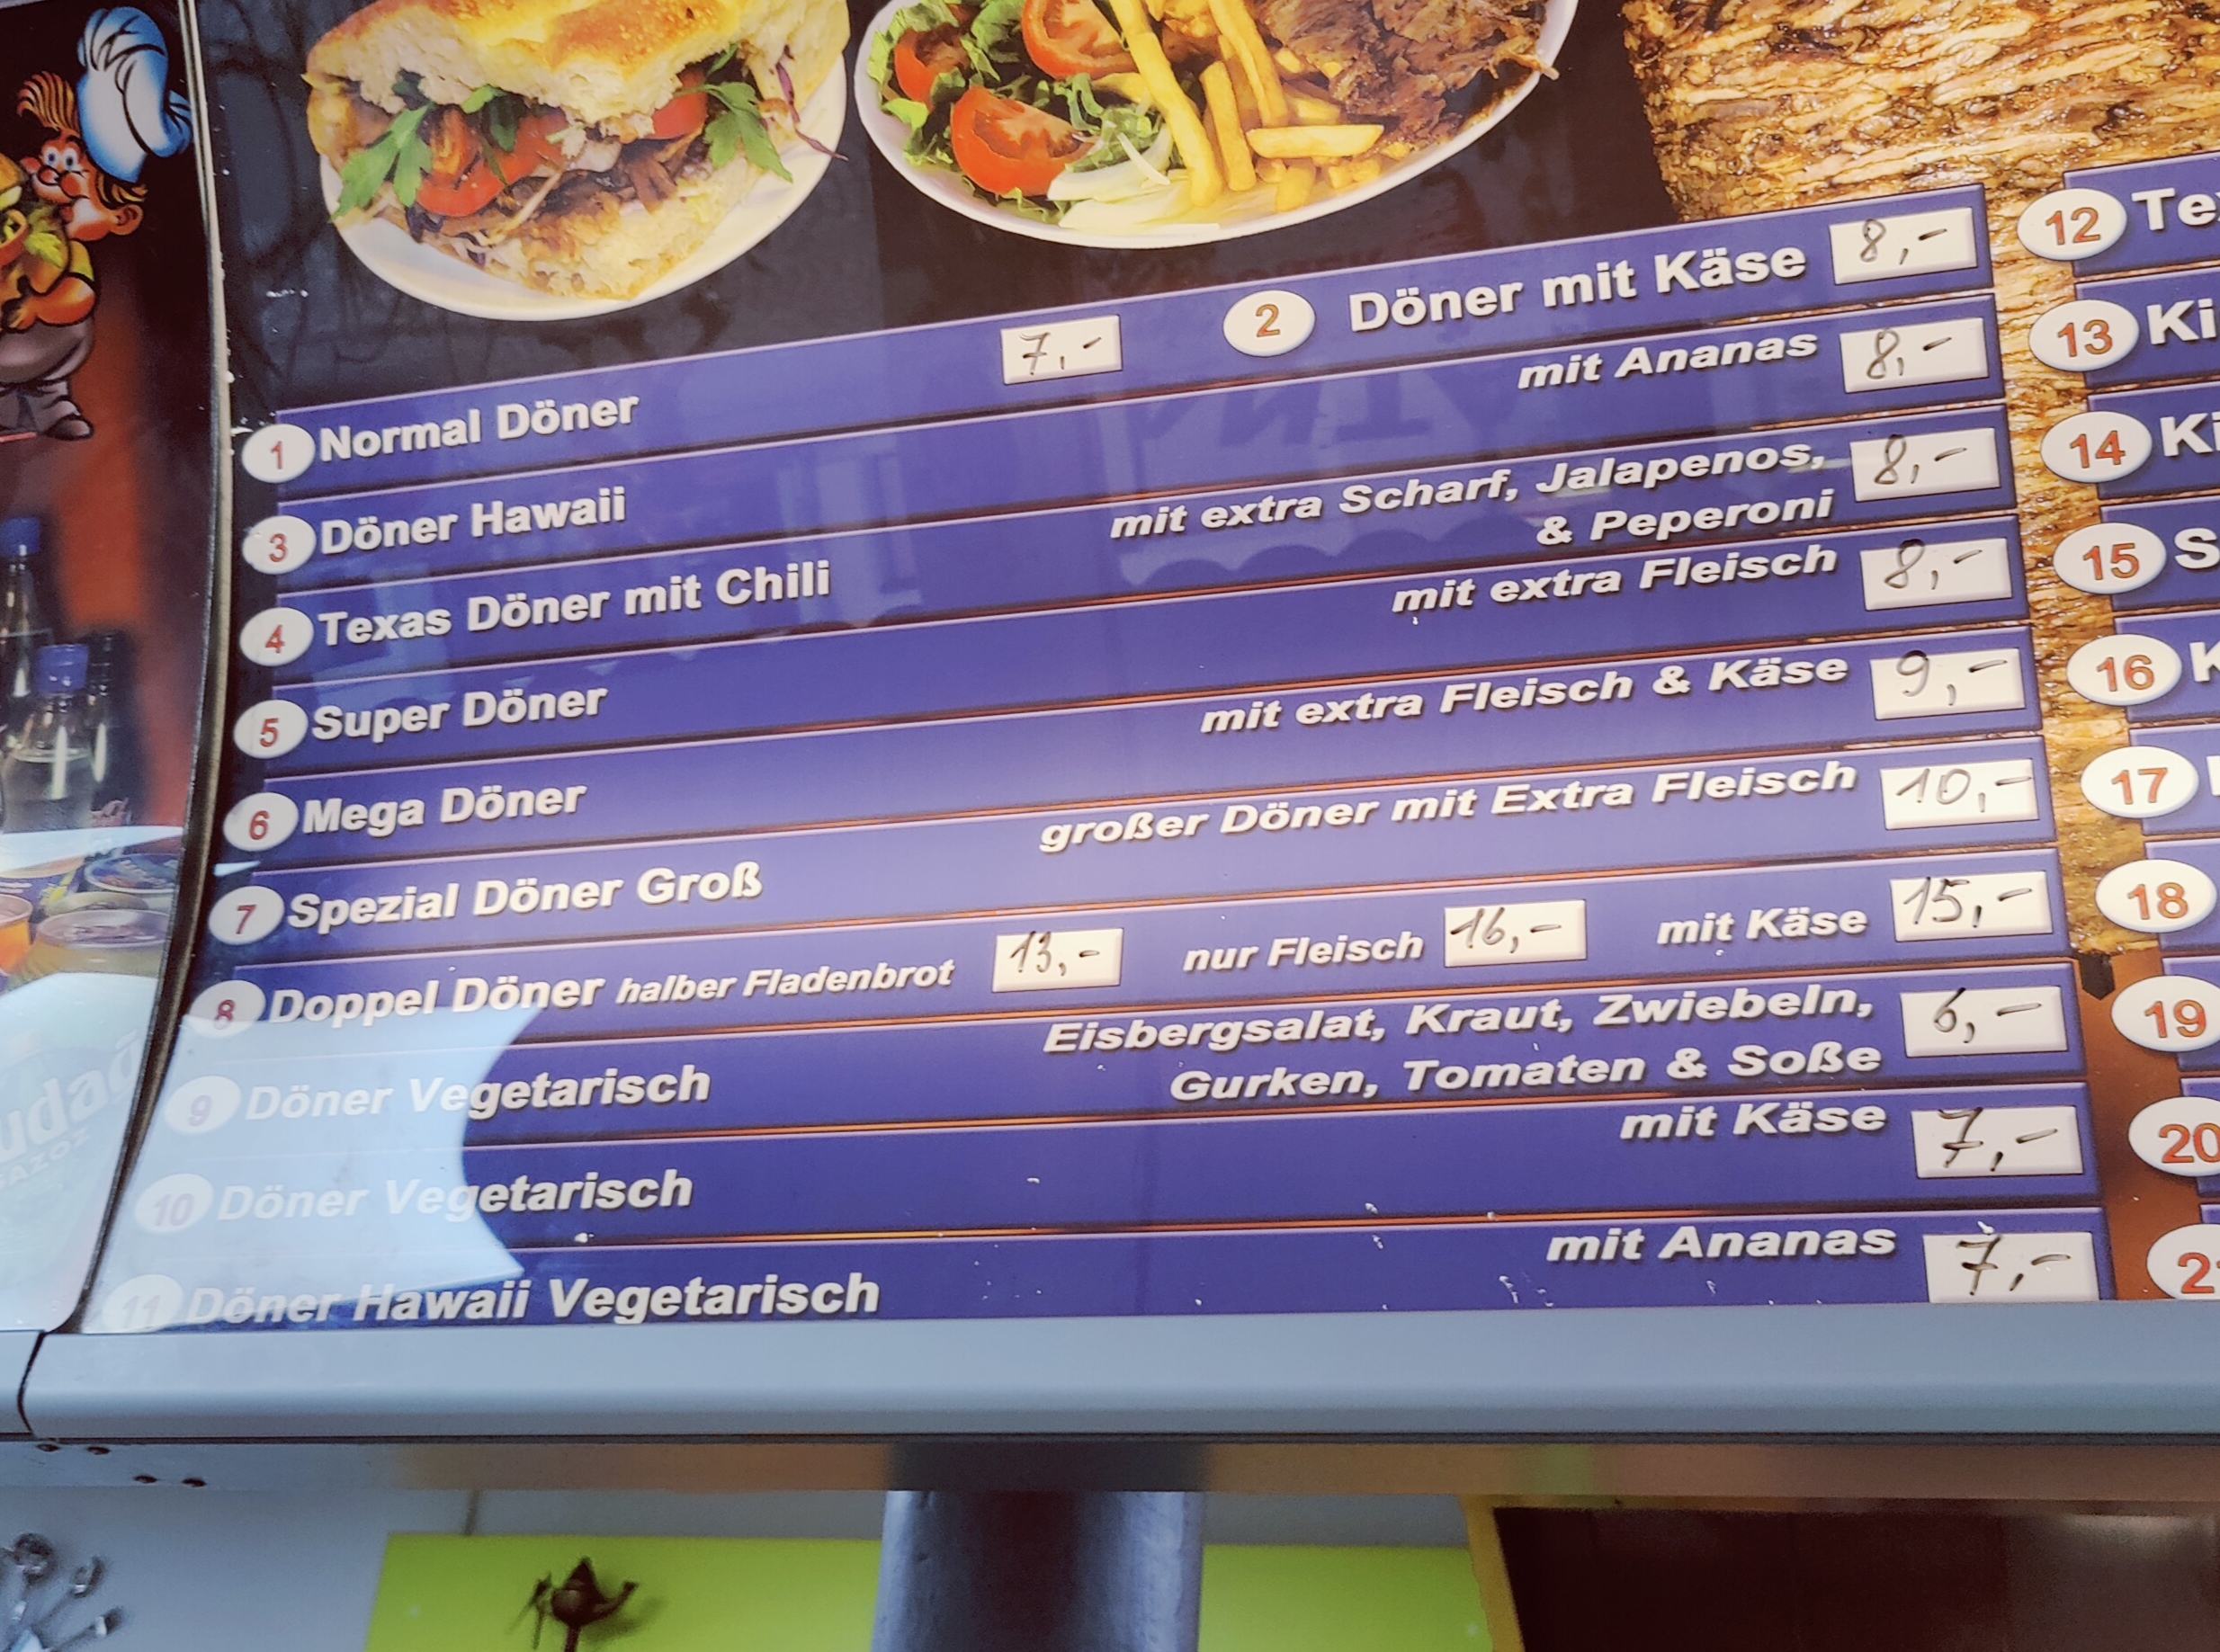 1 Normal Döner 7,- 2 Döner mit Käse 8,-
3 Döner Hawaii mit Ananas 8,-
4 Texas Döner mit Chili mit extra Scharf, Jalapenos, 8,-
& Peperoni
5 Super Döner mit extra Fleisch 8,-
6 Mega Döner mit extra Fleisch & Käse 9,-
7 Spezial Döner Groß großer Döner mit Extra Fleisch 10,-
8 Doppel Döner halber Fladenbrot 13,- nur Fleisch 16,- mit Käse 15,-
9 Döner Vegetarisch Eisbergsalat, Kraut, Zwiebeln, 6,-
Gurken, Tomaten & Soße
10 Döner Vegetarisch mit Käse 7,-
11 Döner Hawaii Vegetarisch mit Ananas 7,-
12 Te
13 Ki
14 Ki
15 S
16 K
17
18
19
20